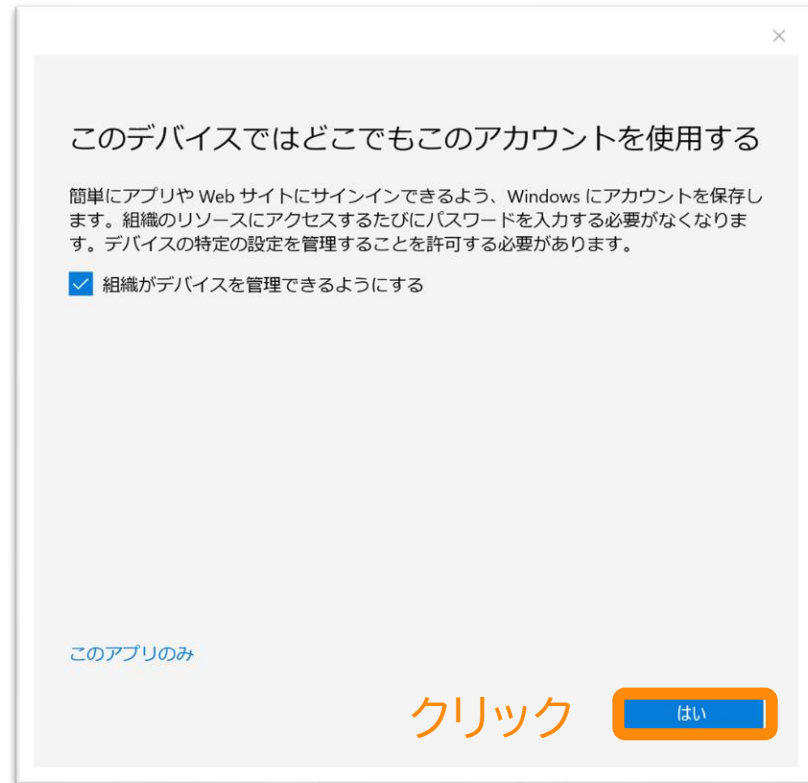 このデバイスではどこでもこのアカウントを使用する
簡単にアプリや Web サイトにサインインできるよう、Windows にアカウントを保存し
ます。組織のリソースにアクセスするたびにパスワードを入力する必要がなくなりま
す。デバイスの特定の設定を管理することを許可する必要があります。
組織がデバイスを管理できるようにする
このアプリのみ
クリック
はい